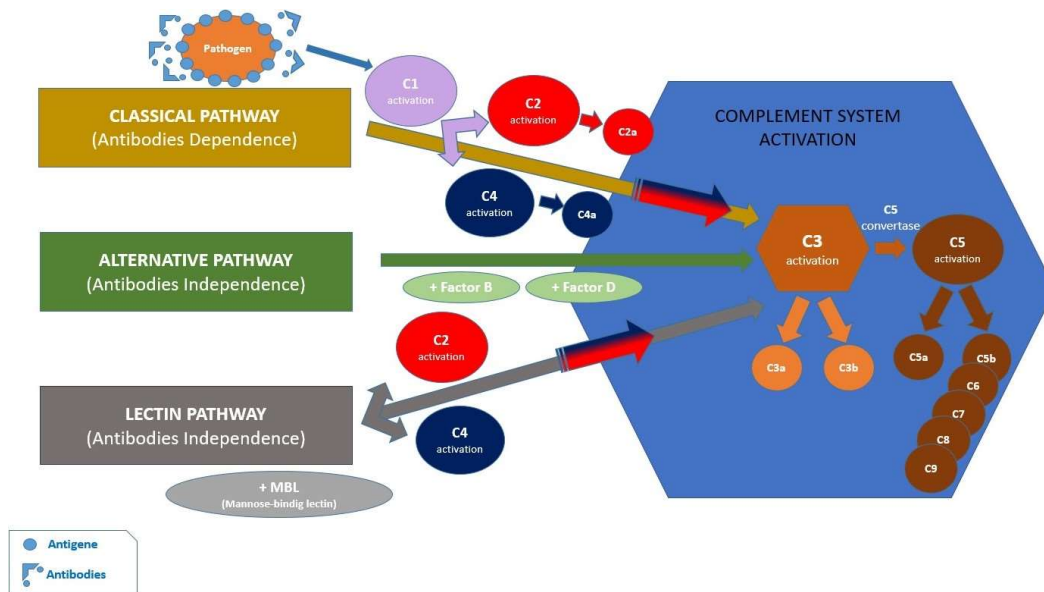 Pathogen
C1
activation
C2
activation
C2a
CLASSICAL PATHWAY
(Antibodies Dependence)
C4
activation
C4a
COMPLEMENT SYSTEM
ACTIVATION
ALTERNATIVE PATHWAY
(Antibodies Independence)
+ Factor B
+ Factor D
C3
activation
C5
convertase
C5
activation
C3a
C3b
C5a
C5b
C6
C7
C8
C9
C2
activation
LECTIN PATHWAY
(Antibodies Independence)
C4
activation
+ MBL
(Mannose-bindig lectin)
Antigene
Antibodies